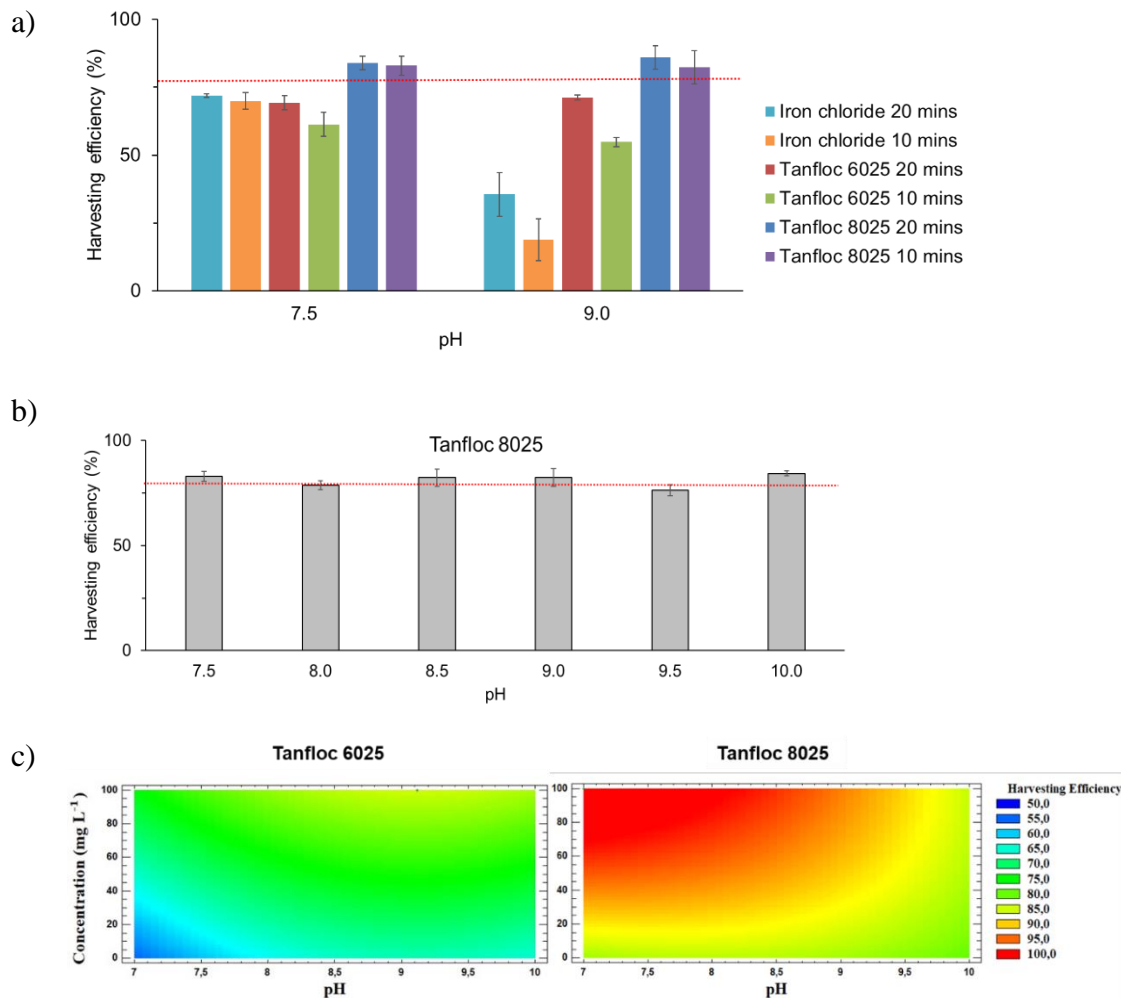 a)
100
50
0
Harvesting efficiency (%)
7.5
9.0
pH
Iron chloride 20 mins
Iron chloride 10 mins
Tanfloc 6025 20 mins
Tanfloc 6025 10 mins
Tanfloc 8025 20 mins
Tanfloc 8025 10 mins
b)
Tanfloc 8025
100
50
0
Harvesting efficiency (%)
7.5
8.0
8.5
9.0
9.5
10.0
pH
c)
Tanfloc 6025
Concentration (mg L⁻¹)
100
80
60
40
20
0
7
7,5
8
8,5
9
9,5
10
pH
Tanfloc 8025
100
80
60
40
20
0
7
7,5
8
8,5
9
9,5
10
pH
Harvesting Efficiency
50,0
55,0
60,0
65,0
70,0
75,0
80,0
85,0
90,0
95,0
100,0